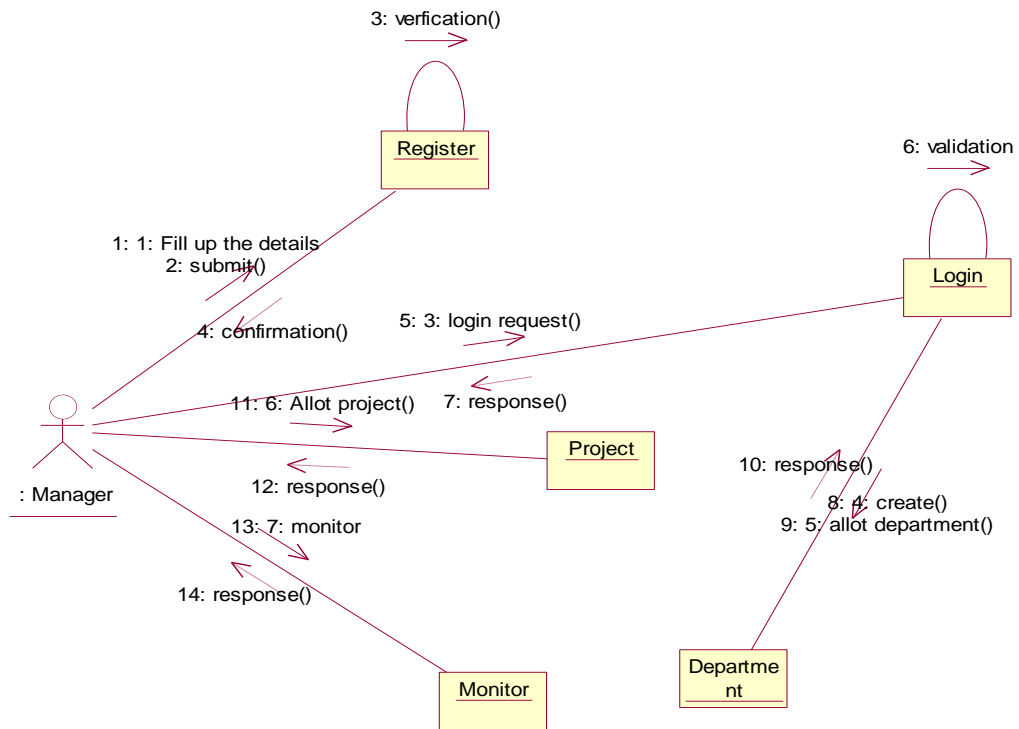 3: verfication()
Register
6: validation
1: 1: Fill up the details
2: submit()
Login
4: confirmation()
5: 3: login request()
7: response()
11: 6: Allot project()
Project
: Manager
12: response()
10: response()
8: 4: create()
9: 5: allot department()
13: 7: monitor
14: response()
Departme
nt
Monitor